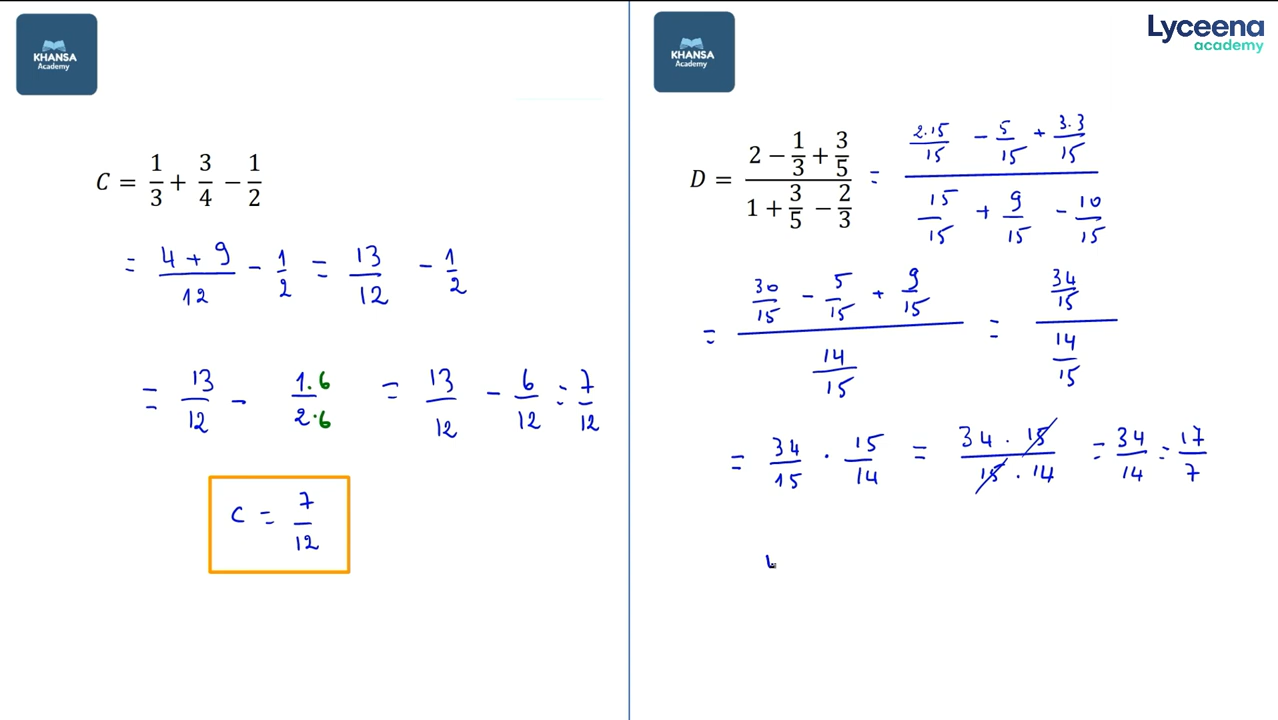 KHANSA
Academy
C = 1/3 + 3/4 − 1/2
= (4 + 9)/12 − 1/2 = 13/12 − 1/2
= 13/12 − (1.6)/(2.6) = 13/12 − 6/12 = 7/12
C = 7/12
KHANSA
Academy
Lyceena
academy
D = (2 − 1/3 + 3/5)/(1 + 3/5 − 2/3) = (2.15/15 − 5/15 + 3.3/15)/(15/15 + 9/15 − 10/15)
= (30/15 − 5/15 + 9/15)/(14/15) = (34/15)/(14/15)
= 34/15 . 15/14 = (34 . 15)/(15 . 14) = 34/14 = 17/7